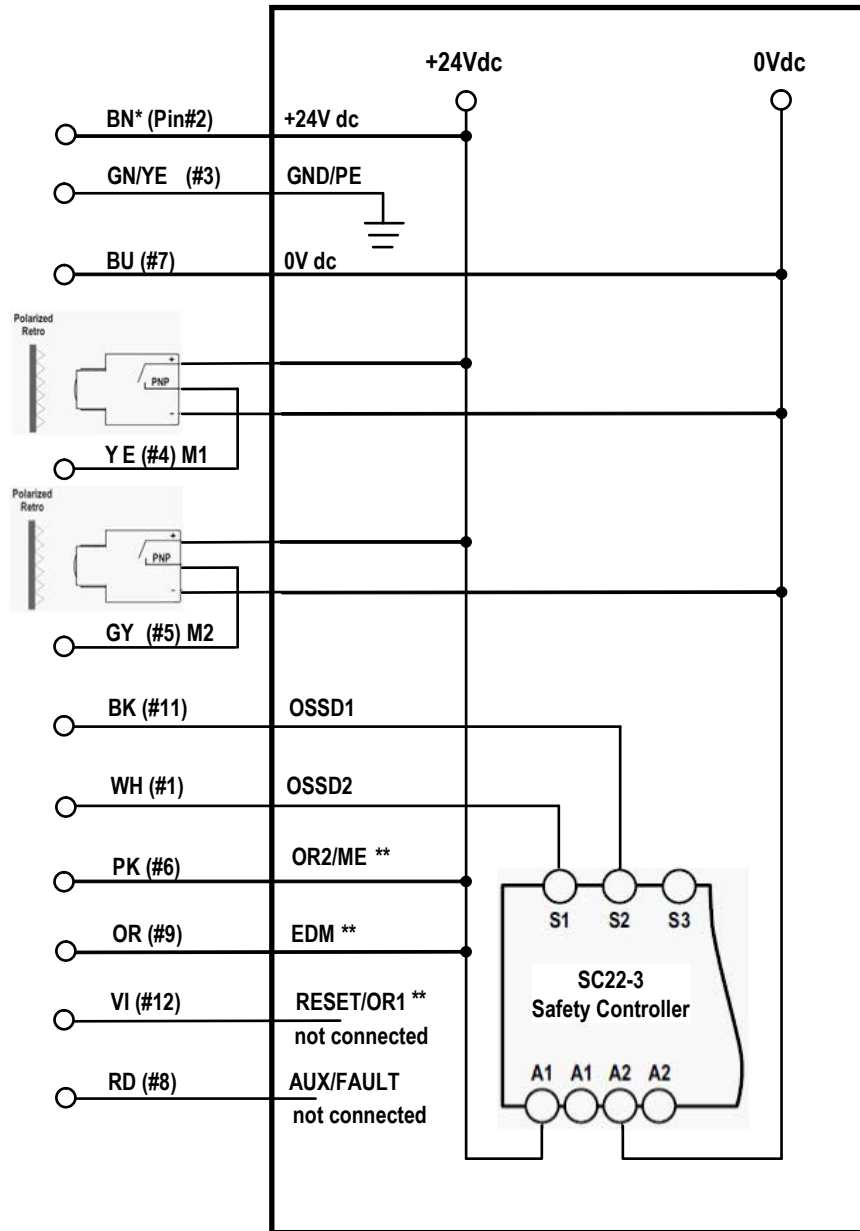 +24Vdc 0Vdc
BN* (Pin#2) +24V dc
GN/YE (#3) GND/PE
BU (#7) 0V dc
Polarized
Retro
+
PNP
-
YE (#4) M1
Polarized
Retro
+
PNP
-
GY (#5) M2
BK (#11) OSSD1
WH (#1) OSSD2
PK (#6) OR2/ME **
S1 S2 S3
OR (#9) EDM **
SC22-3
Safety Controller
VI (#12) RESET/OR1 **
not connected
A1 A1 A2 A2
RD (#8) AUX/FAULT
not connected